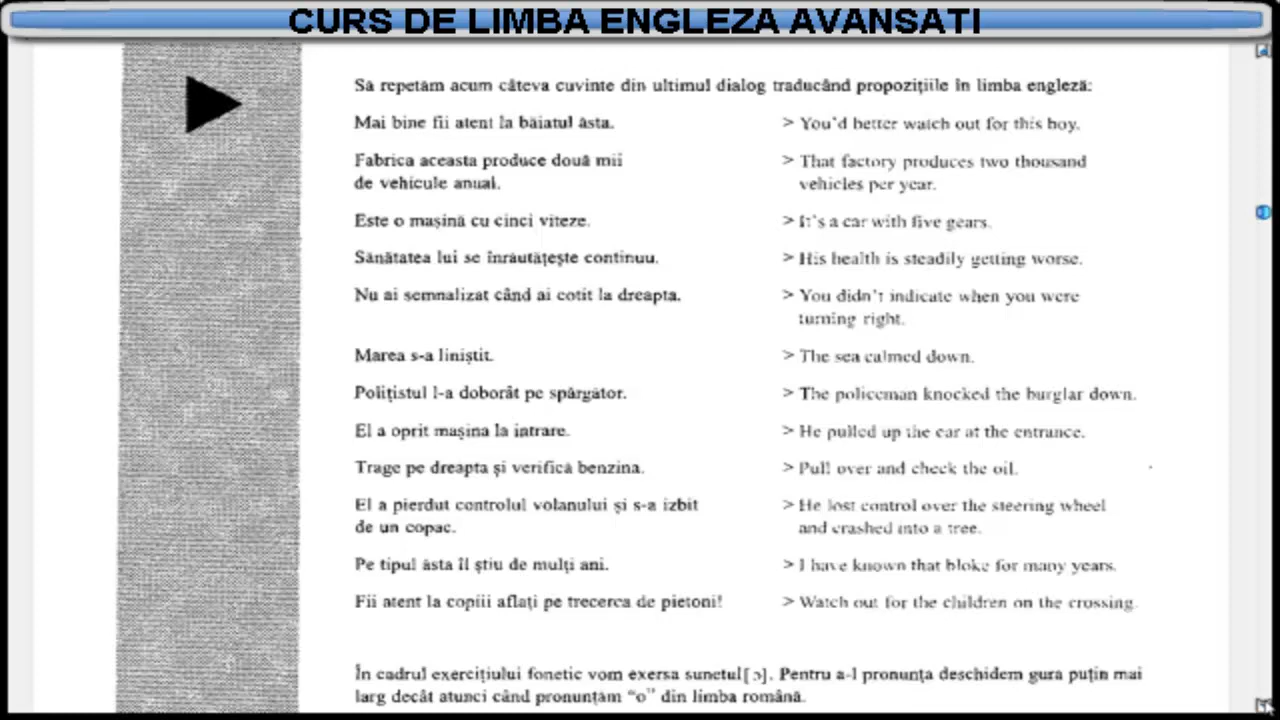 CURS DE LIMBA ENGLEZA AVANSATI
Să repetăm acum câteva cuvinte din ultimul dialog traducând propozițiile în limba engleză:
Mai bine fii atent la băiatul ăsta.
> You'd better watch out for this boy.
Fabrica aceasta produce două mii
de vehicule anual.
> That factory produces two thousand
vehicles per year.
Este o mașină cu cinci viteze.
> It's a car with five gears.
Sănătatea lui se înrăutățește continuu.
> His health is steadily getting worse.
Nu ai semnalizat când ai cotit la dreapta.
> You didn't indicate when you were
turning right.
Marea s-a liniștit.
> The sea calmed down.
Polițistul l-a doborât pe spărgător.
> The policeman knocked the burglar down.
El a oprit mașina la intrare.
> He pulled up the car at the entrance.
Trage pe dreapta și verifică benzina.
> Pull over and check the oil.
El a pierdut controlul volanului și s-a izbit
de un copac.
> He lost control over the steering wheel
and crashed into a tree.
Pe tipul ăsta îl știu de mulți ani.
> I have known that bloke for many years.
Fii atent la copiii aflați pe trecerea de pietoni!
> Watch out for the children on the crossing.
În cadrul exercițiului fonetic vom exersa sunetul[ɔ]. Pentru a-l pronunța deschidem gura puțin mai
larg decât atunci când pronunțăm "o" din limba română.